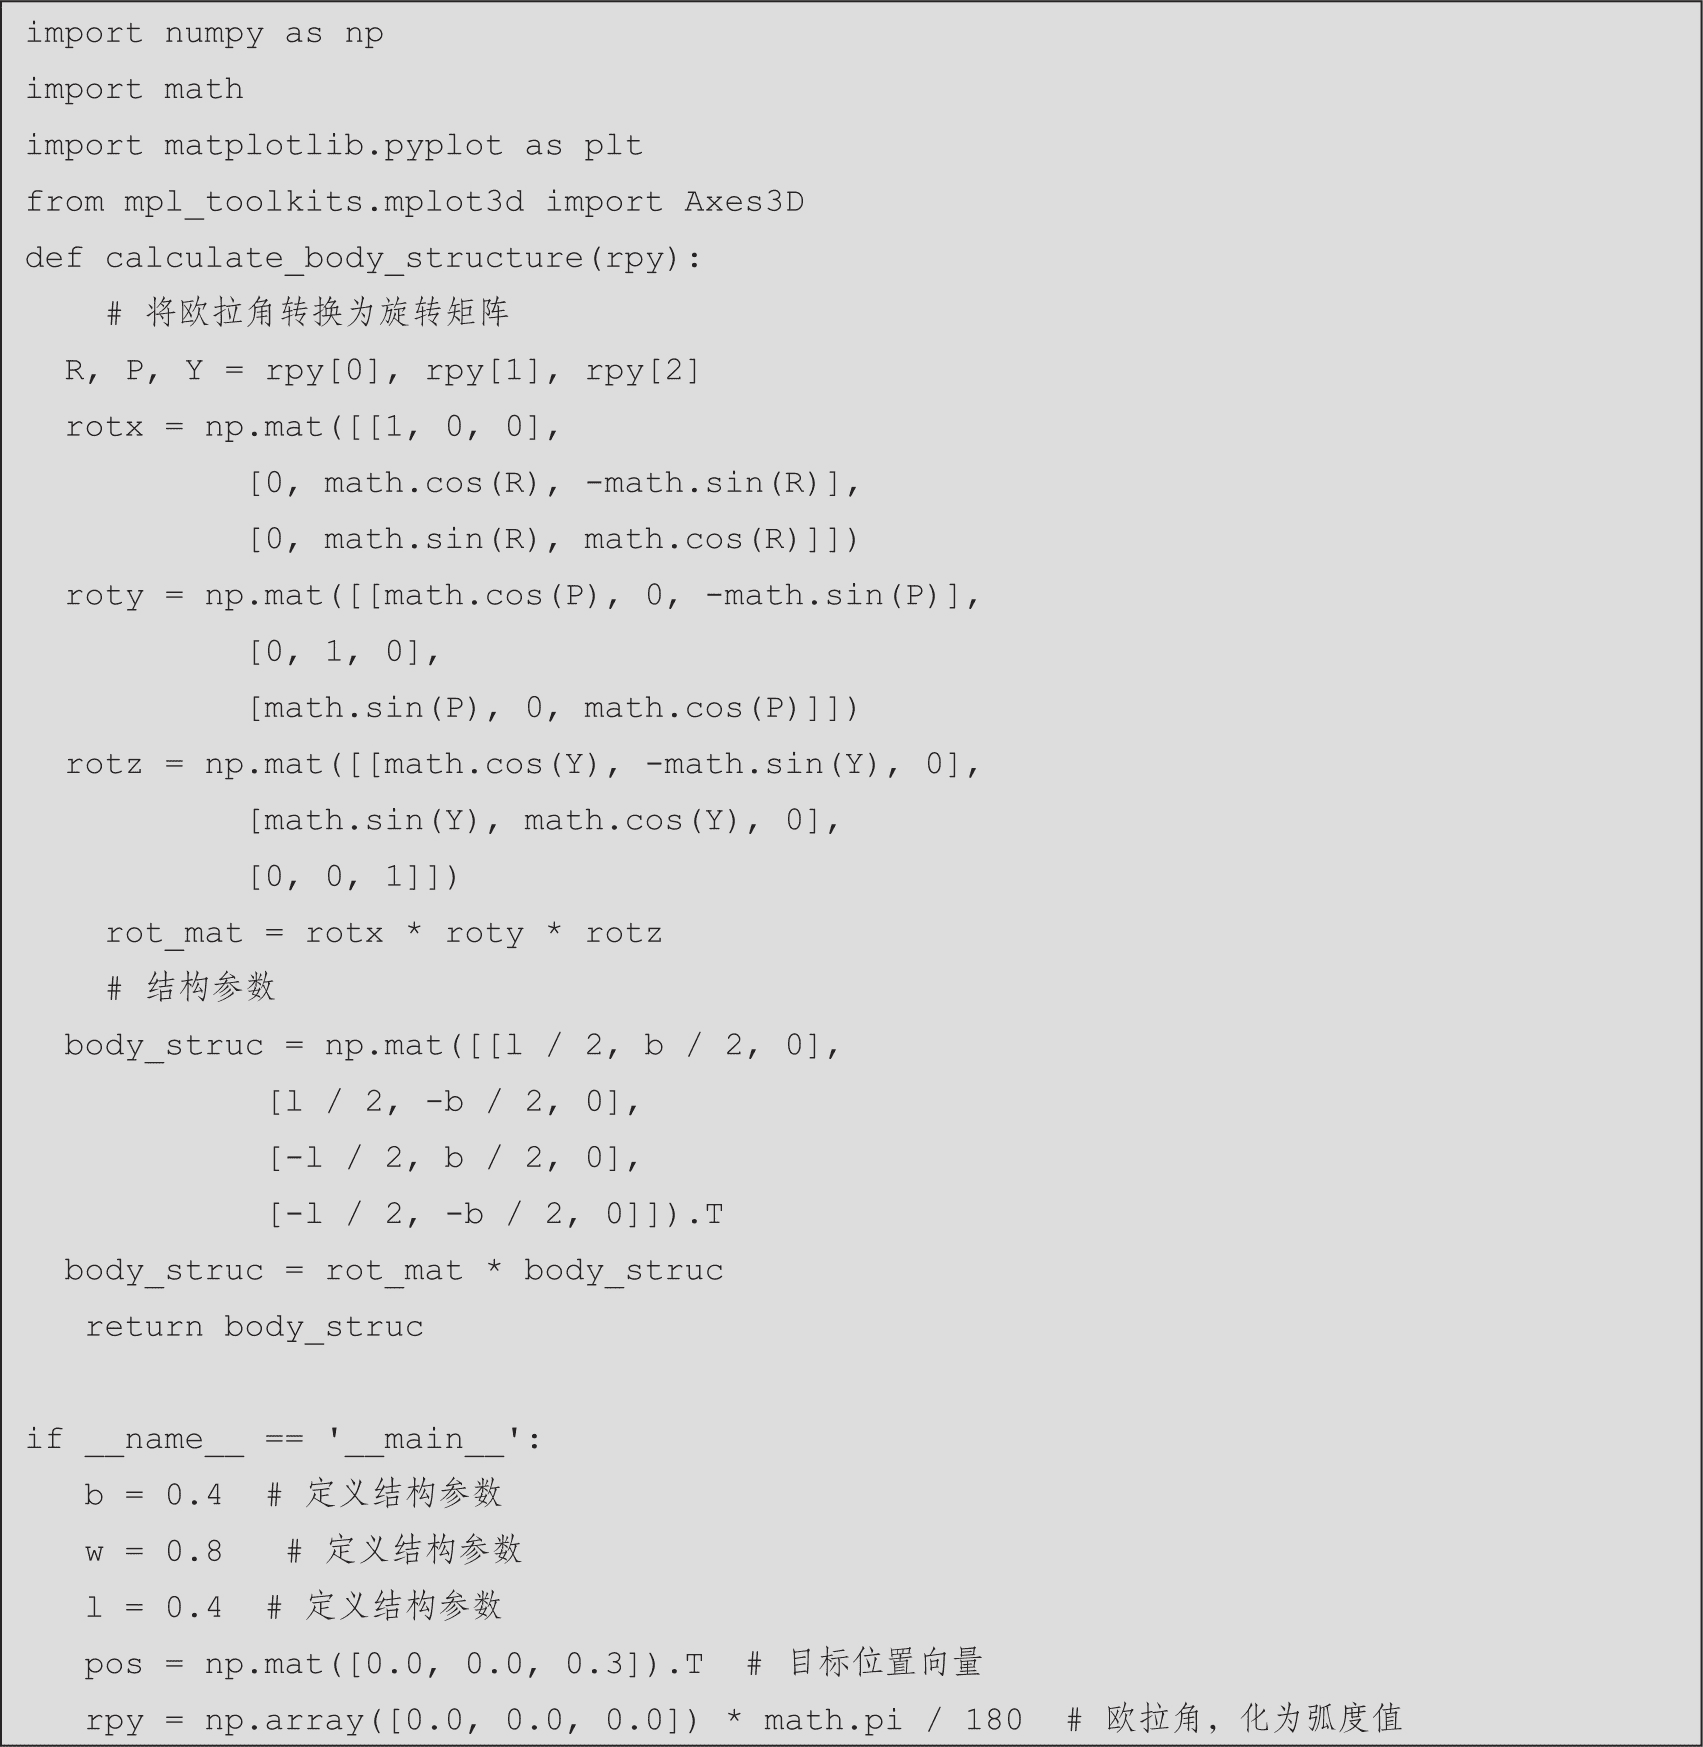 import numpy as np
import math
import matplotlib.pyplot as plt
from mpl_toolkits.mplot3d import Axes3D
def calculate_body_structure(rpy):
    # 将欧拉角转换为旋转矩阵
  R, P, Y = rpy[0], rpy[1], rpy[2]
  rotx = np.mat([[1, 0, 0],
           [0, math.cos(R), -math.sin(R)],
           [0, math.sin(R), math.cos(R)]])
  roty = np.mat([[math.cos(P), 0, -math.sin(P)],
           [0, 1, 0],
           [math.sin(P), 0, math.cos(P)]])
  rotz = np.mat([[math.cos(Y), -math.sin(Y), 0],
           [math.sin(Y), math.cos(Y), 0],
           [0, 0, 1]])
    rot_mat = rotx * roty * rotz
    # 结构参数
  body_struc = np.mat([[l / 2, b / 2, 0],
            [l / 2, -b / 2, 0],
            [-l / 2, b / 2, 0],
            [-l / 2, -b / 2, 0]]).T
  body_struc = rot_mat * body_struc
   return body_struc

if __name__ == '__main__':
   b = 0.4  # 定义结构参数
   w = 0.8   # 定义结构参数
   l = 0.4  # 定义结构参数
   pos = np.mat([0.0, 0.0, 0.3]).T  # 目标位置向量
   rpy = np.array([0.0, 0.0, 0.0]) * math.pi / 180  # 欧拉角，化为弧度值